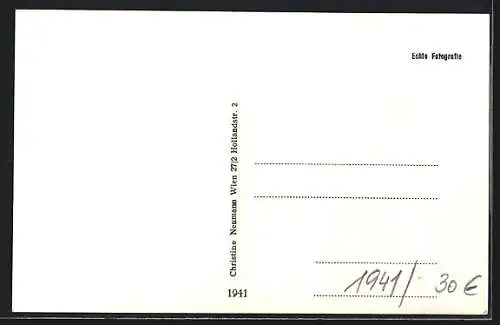 Echte Fotografie
Christine Neumann Wien 27/2 Hollandstr. 2
1941
1941/- 30 €